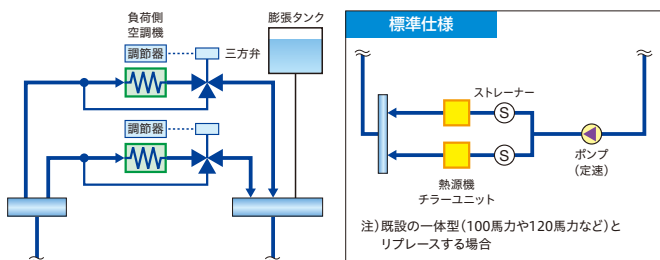 負荷側
空調機
膨張タンク
調節器
三方弁
調節器
標準仕様
ストレーナー
S
S
ポンプ
(定速)
熱源機
チラーユニット
注)既設の一体型(100馬力や120馬力など)と
リプレースする場合